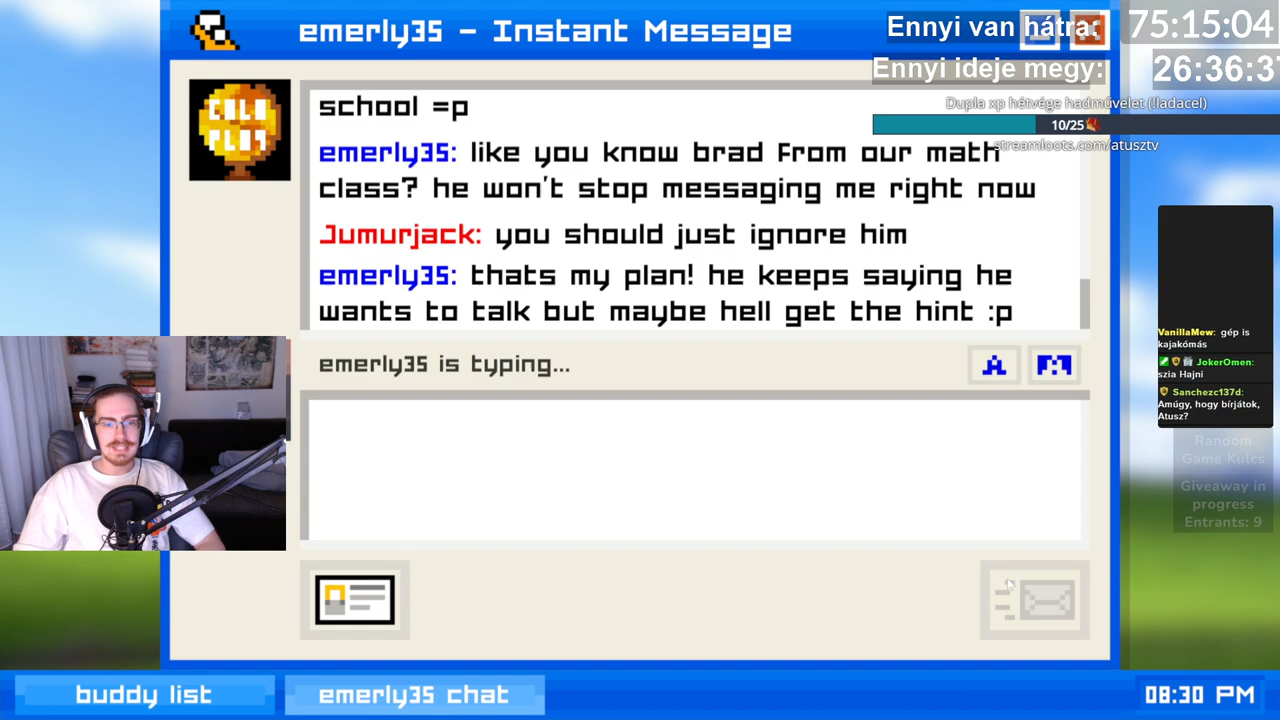 emerly35 - Instant Message
Ennyi van hátra:
75:15:04
Ennyi ideje megy:
26:36:37
Dupla xp hétvége hadművelet (!ladacel)
10/25
streamloots.com/atusztv
COLD
PLAY
school =p
emerly35: like you know brad from our math
class? he won't stop messaging me right now
Jumurjack: you should just ignore him
emerly35: thats my plan! he keeps saying he
wants to talk but maybe hell get the hint :p
emerly35 is typing...
A
VanillaMew: gép is
kajakómás
JokerOmen:
szia Hajni
Sanchezc137d:
Amúgy, hogy bírjátok,
Atusz?
Random
Game Kulcs
Giveaway in
progress
Entrants: 9
buddy list
emerly35 chat
08:30 PM